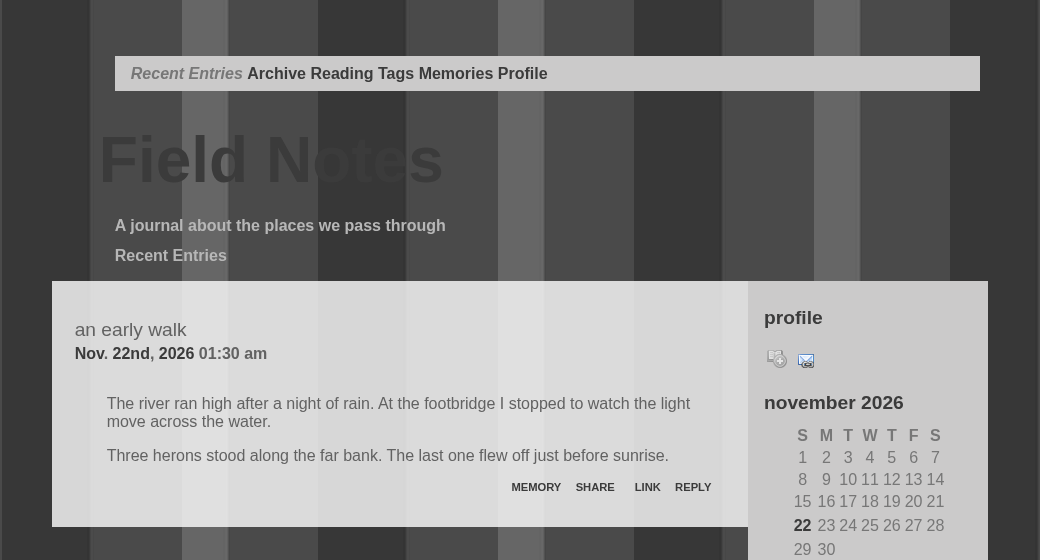 Recent Entries Archive Reading Tags Memories Profile
Field Notes
A journal about the places we pass through
Recent Entries
an early walk
Nov. 22nd, 2026 01:30 am
The river ran high after a night of rain. At the footbridge I stopped to watch the light
move across the water.
Three herons stood along the far bank. The last one flew off just before sunrise.
MEMORY SHARE LINK REPLY
profile
november 2026
S M T W T F S
1 2 3 4 5 6 7
8 9 10 11 12 13 14
15 16 17 18 19 20 21
22 23 24 25 26 27 28
29 30